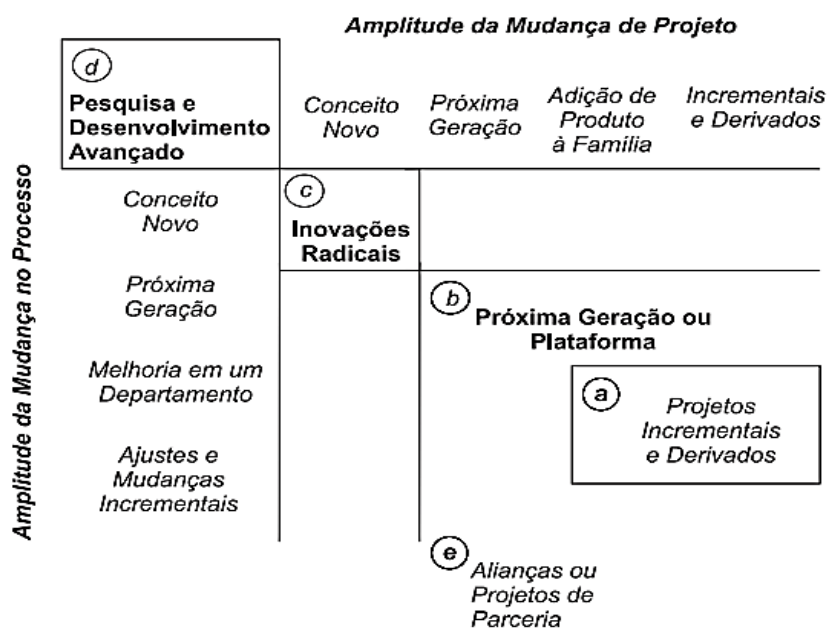 Amplitude da Mudança de Projeto
d
Pesquisa e
Desenvolvimento
Avançado
Conceito
Novo
Próxima
Geração
Adição de
Produto
à Família
Incrementais
e Derivados
Amplitude da Mudança no Processo
Conceito
Novo
c
Inovações
Radicais
Próxima
Geração
b
Próxima Geração ou
Plataforma
Melhoria em um
Departamento
a
Projetos
Incrementais
e Derivados
Ajustes e
Mudanças
Incrementais
e
Alianças ou
Projetos de
Parceria